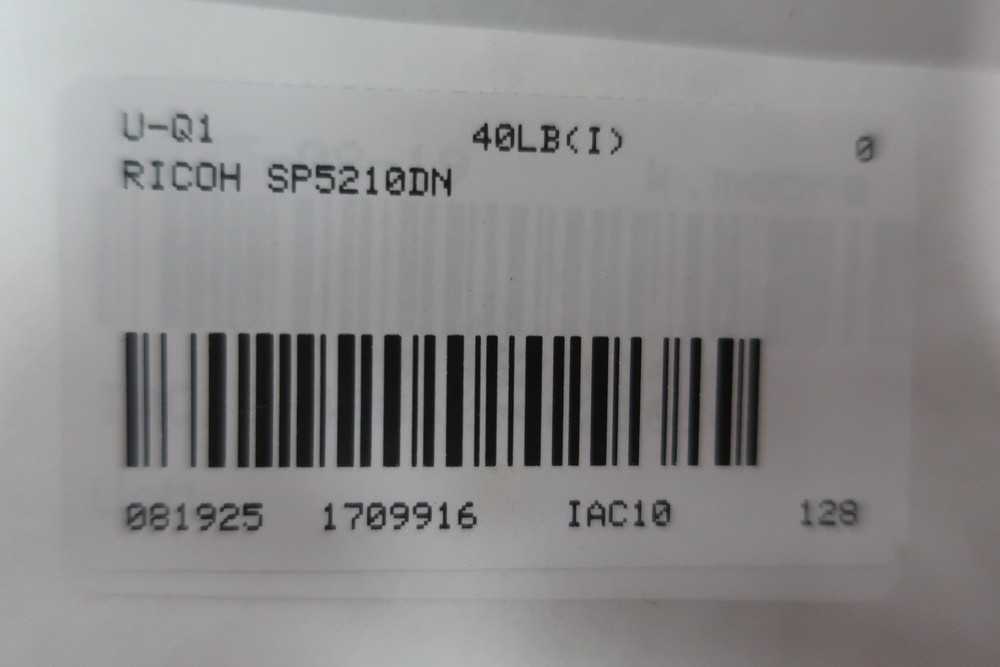 U-Q1 40LB(I) 0
RICOH SP5210DN
081925 1709916 IAC10 128